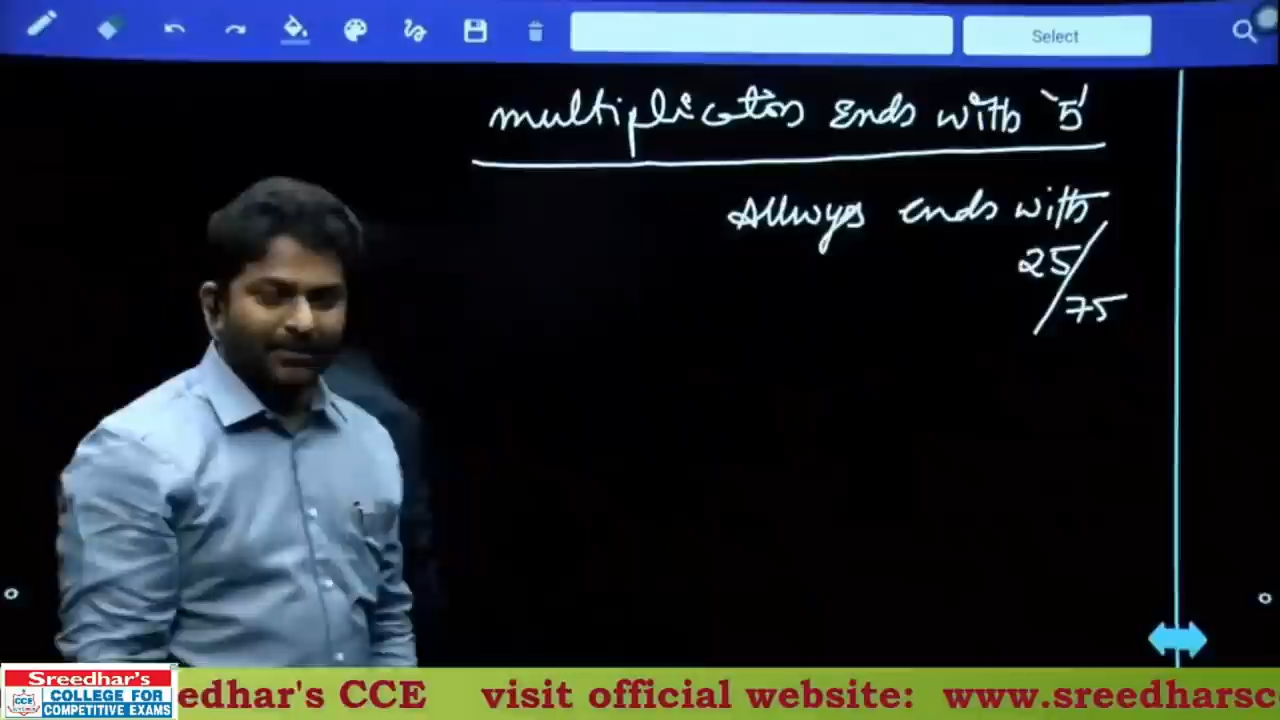 Select
multiplication Ends with '5'
Allways ends with
25/
/75
Sreedhar's
CCE
COLLEGE FOR
COMPETITIVE EXAMS
edhar's CCE visit official website: www.sreedharsc